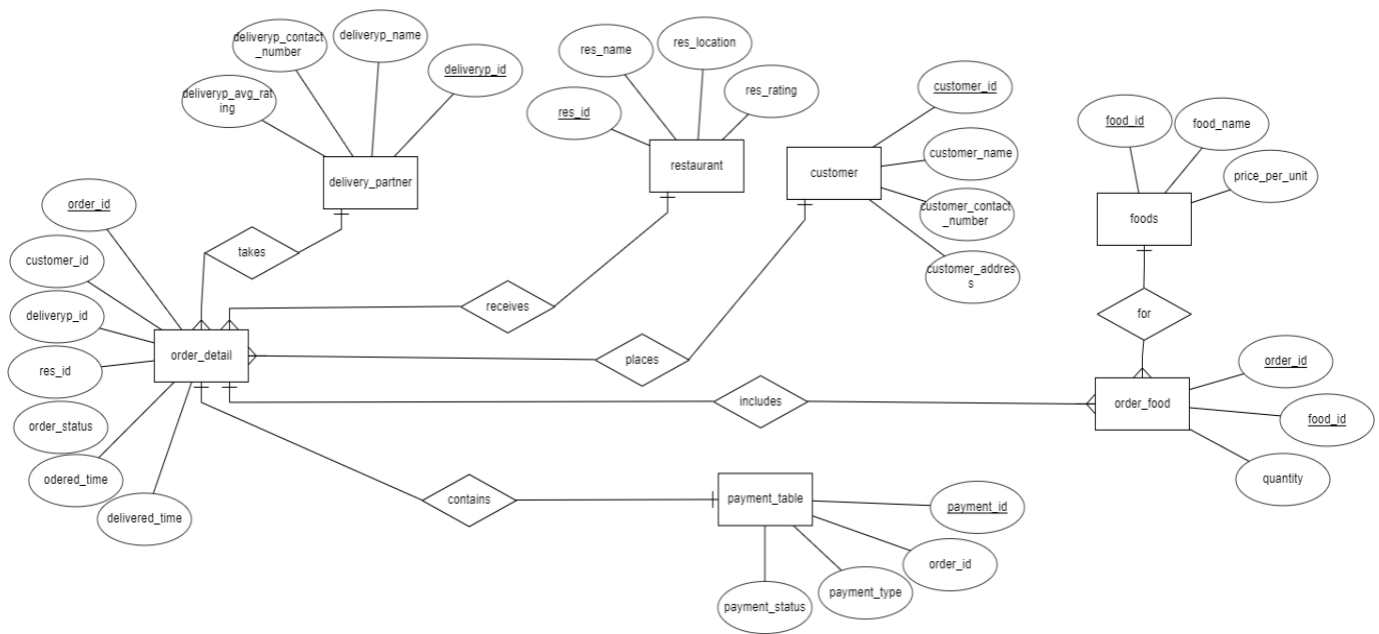 deliveryp_contact
_number
deliveryp_name
deliveryp_id
deliveryp_avg_ra
ting
delivery_partner
res_name
res_location
res_rating
res_id
restaurant
customer_id
customer_name
customer_contact
_number
customer_addres
s
customer
food_id
food_name
price_per_unit
foods
order_id
customer_id
deliveryp_id
res_id
order_status
odered_time
delivered_time
order_detail
takes
receives
places
includes
contains
for
order_food
order_id
food_id
quantity
payment_table
payment_id
order_id
payment_type
payment_status